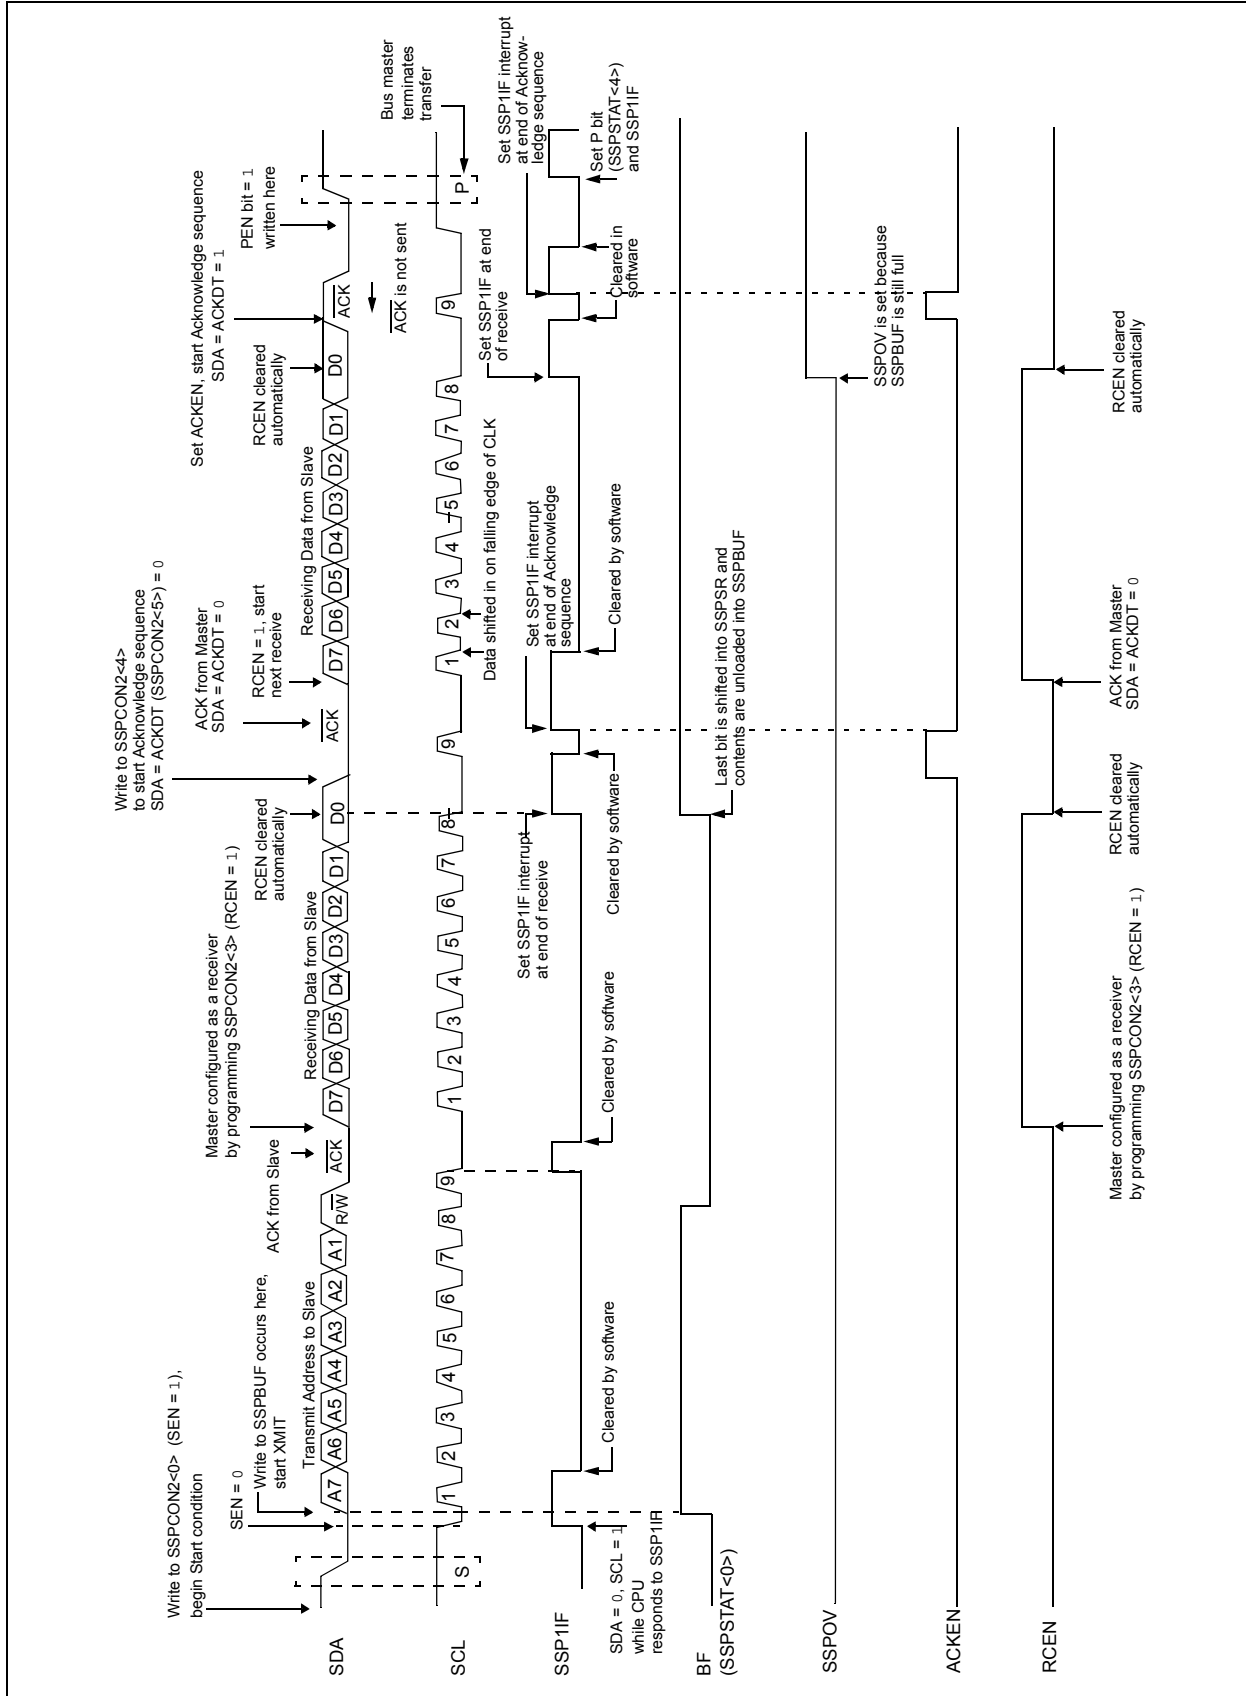 Write to SSPCON2<0> (SEN = 1),
begin Start condition
SEN = 0
Write to SSPBUF occurs here,
start XMIT
ACK from Slave
Master configured as a receiver
by programming SSPCON2<3> (RCEN = 1)
RCEN cleared
automatically
Write to SSPCON2<4>
to start Acknowledge sequence
SDA = ACKDT (SSPCON2<5>) = 0
ACK from Master
SDA = ACKDT = 0
RCEN = 1, start
next receive
RCEN cleared
automatically
Set ACKEN, start Acknowledge sequence
SDA = ACKDT = 1
PEN bit = 1
written here
Transmit Address to Slave
Receiving Data from Slave
Receiving Data from Slave
SDA
A7 A6 A5 A4 A3 A2 A1 R/W ACK D7 D6 D5 D4 D3 D2 D1 D0 ACK D7 D6 D5 D4 D3 D2 D1 D0 ACK
ACK is not sent
Bus master
terminates
transfer
SCL
S 1 2 3 4 5 6 7 8 9 1 2 3 4 5 6 7 8 9 1 2 3 4 5 6 7 8 9 P
Data shifted in on falling edge of CLK
Set SSP1IF interrupt
at end of receive
Set SSP1IF interrupt
at end of Acknowledge
sequence
Set SSP1IF at end
of receive
Set SSP1IF interrupt
at end of Acknow-
ledge sequence
SSP1IF
SDA = 0, SCL = 1
while CPU
responds to SSP1IF
Cleared by software
Cleared by software
Cleared by software
Cleared by software
Cleared in
software
Set P bit
(SSPSTAT<4>)
and SSP1IF
BF
(SSPSTAT<0>)
Last bit is shifted into SSPSR and
contents are unloaded into SSPBUF
SSPOV
SSPOV is set because
SSPBUF is still full
ACKEN
RCEN
Master configured as a receiver
by programming SSPCON2<3> (RCEN = 1)
RCEN cleared
automatically
ACK from Master
SDA = ACKDT = 0
RCEN cleared
automatically